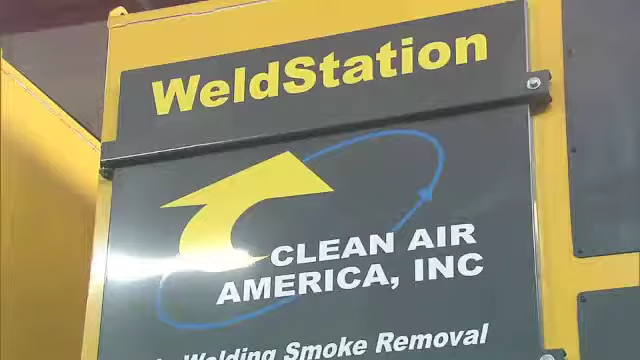 WeldStation
CLEAN AIR
AMERICA, INC
Welding Smoke Removal